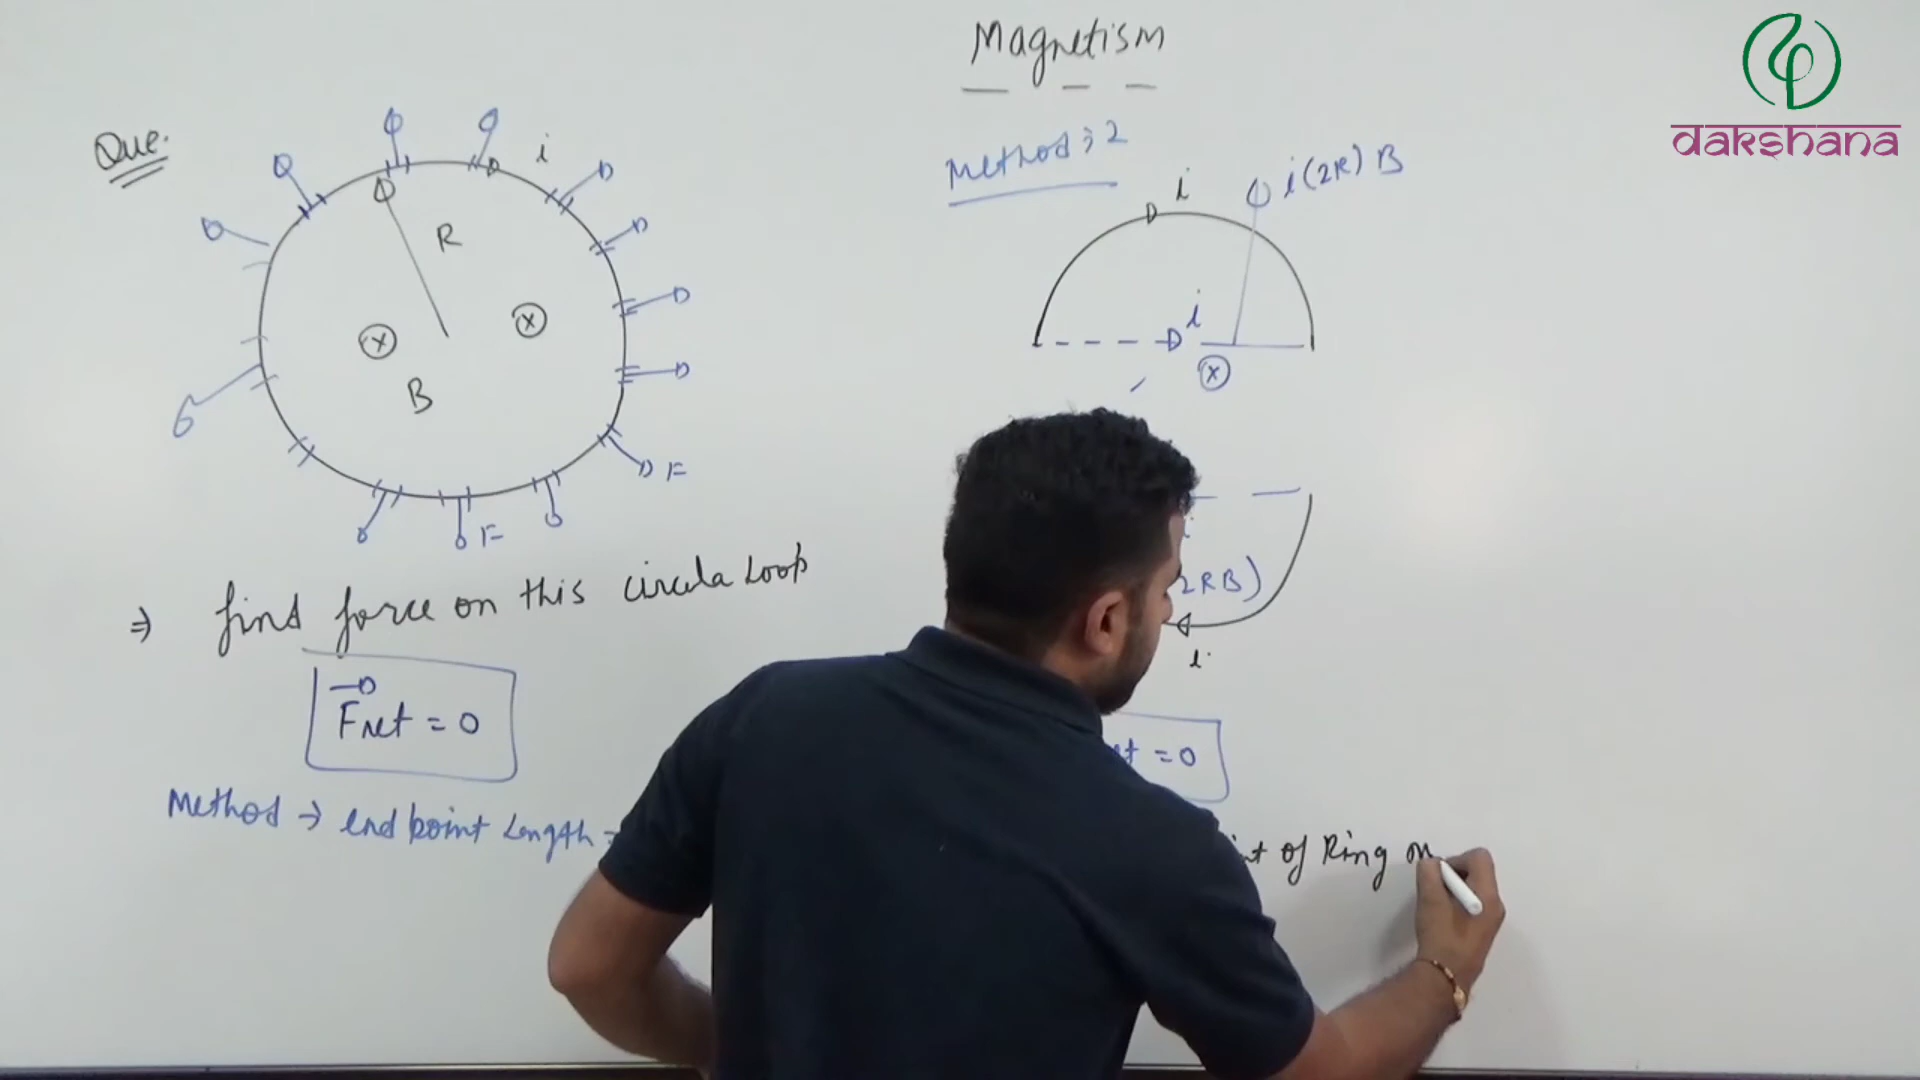 Magnetism
dakshana
Que.
i
R
B
F
F
⇒ find force on this circula Loop
Fnet = 0
Method → end point Length =
Method : 2
i
i(2R) B
i
2RB)
i
= 0
of Ring